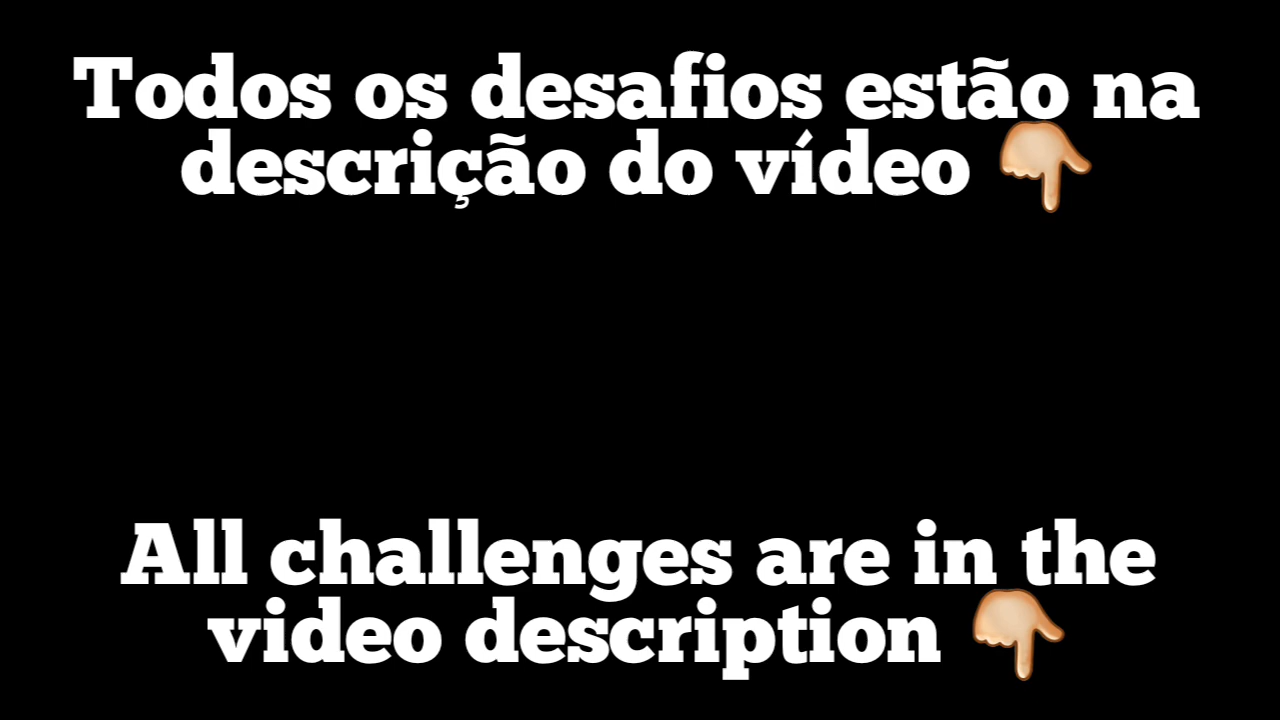 Todos os desafios estão na
descrição do vídeo 👇
All challenges are in the
video description 👇